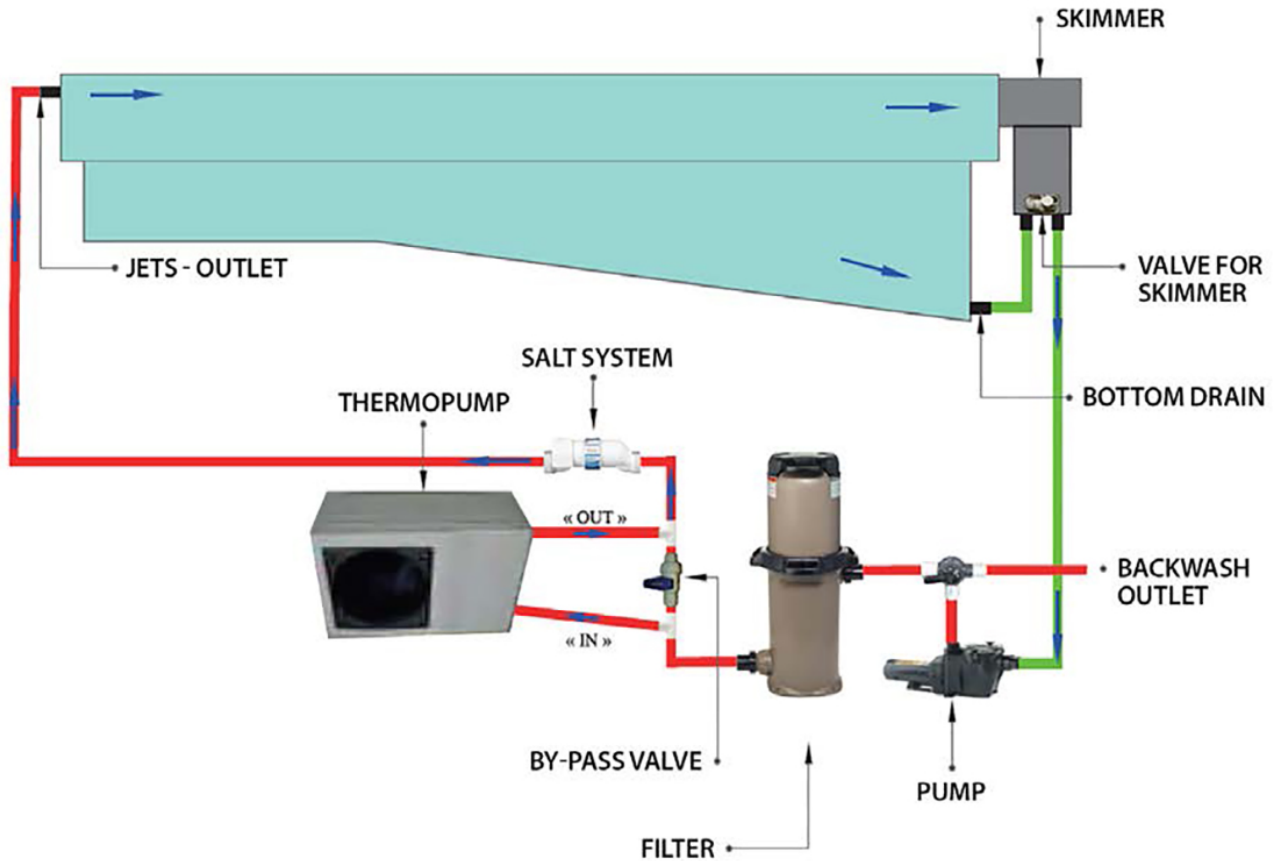 SKIMMER
JETS - OUTLET
VALVE FOR
SKIMMER
SALT SYSTEM
THERMOPUMP
BOTTOM DRAIN
« OUT »
BACKWASH
OUTLET
« IN »
BY-PASS VALVE
PUMP
FILTER